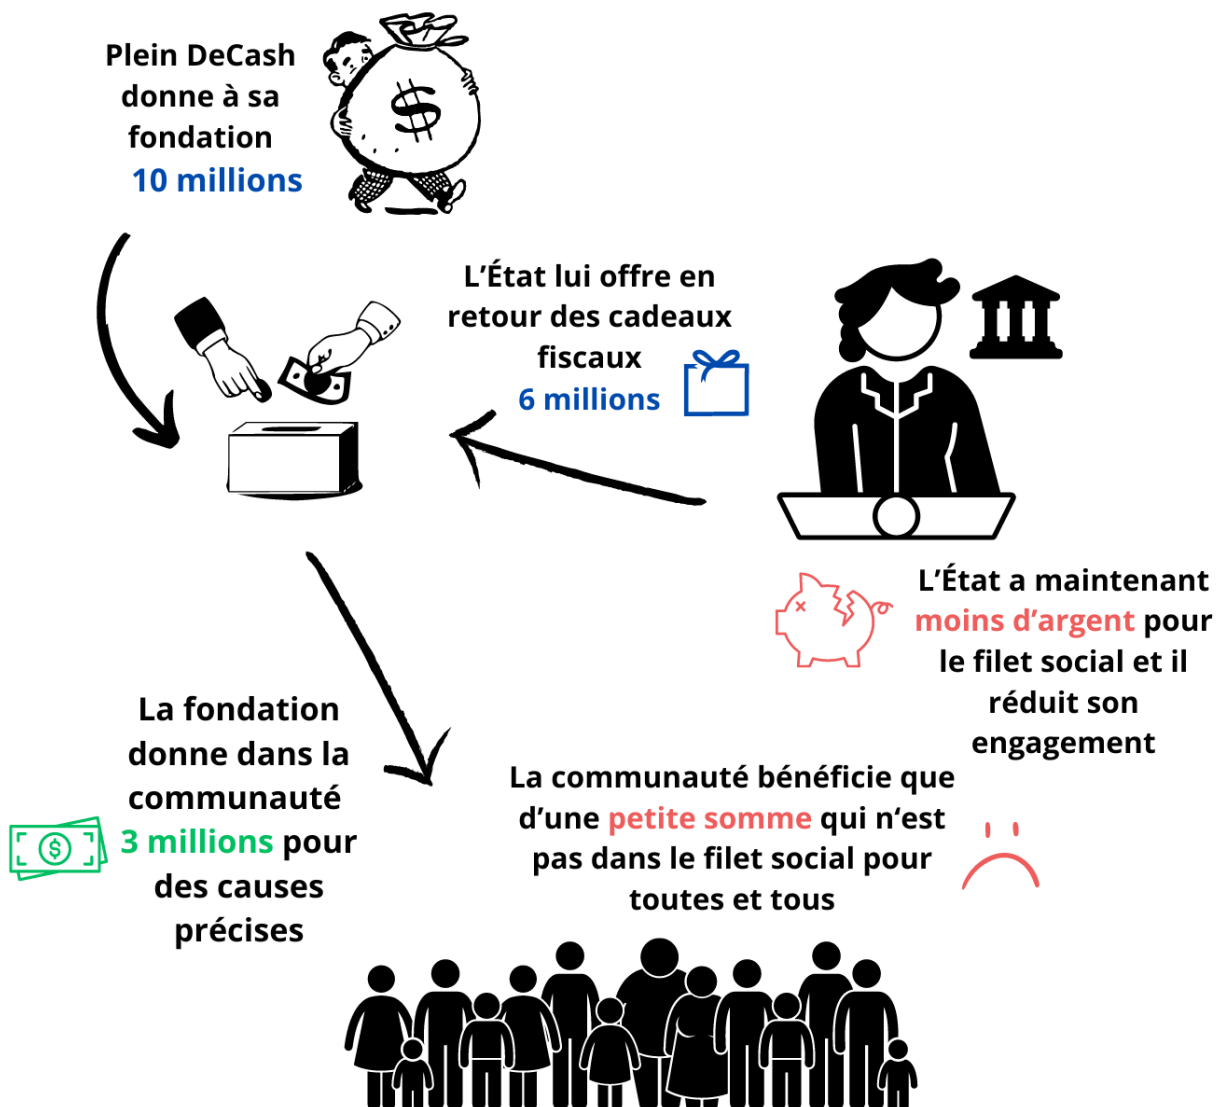 Plein DeCash
donne à sa
fondation
10 millions
$
L’État lui offre en
retour des cadeaux
fiscaux
6 millions
L’État a maintenant
moins d’argent pour
le filet social et il
réduit son
engagement
La fondation
donne dans la
communauté
3 millions pour
des causes
précises
$
La communauté bénéficie que
d’une petite somme qui n‘est
pas dans le filet social pour
toutes et tous